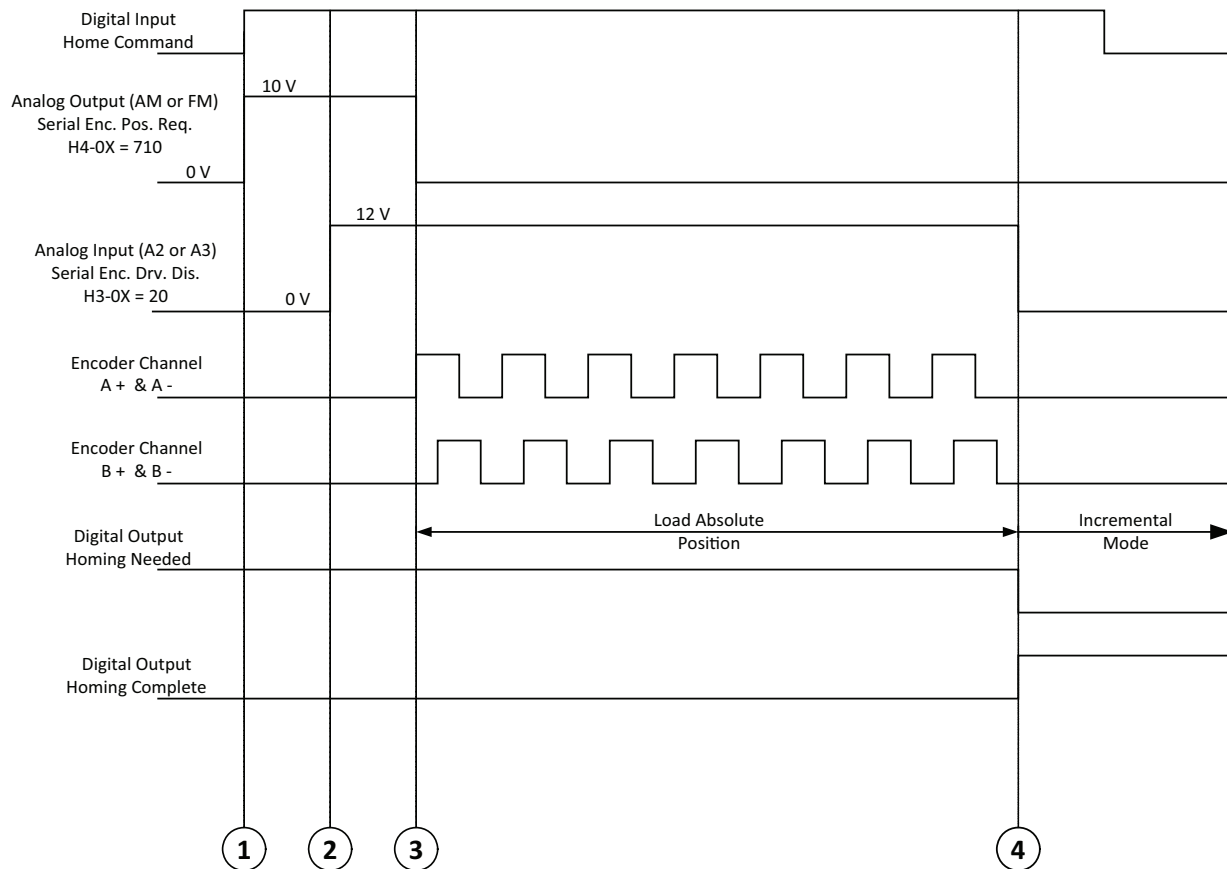 Digital Input
Home Command
10 V
Analog Output (AM or FM)
Serial Enc. Pos. Req.
H4-0X = 710
0 V
12 V
Analog Input (A2 or A3)
Serial Enc. Drv. Dis.
H3-0X = 20
0 V
Encoder Channel
A + & A -
Encoder Channel
B + & B -
Load Absolute
Position
Incremental
Mode
Digital Output
Homing Needed
Digital Output
Homing Complete
1
2
3
4